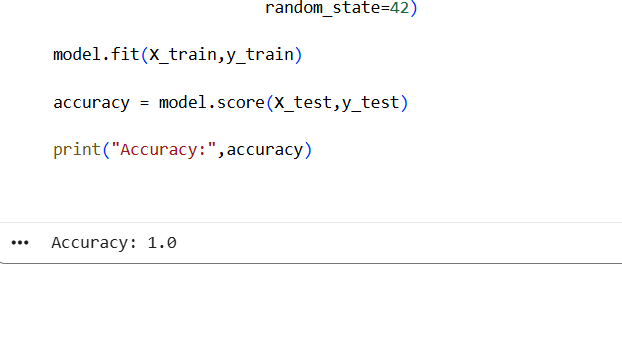 random_state=42)
model.fit(X_train,y_train)
accuracy = model.score(X_test,y_test)
print("Accuracy:",accuracy)
••• Accuracy: 1.0